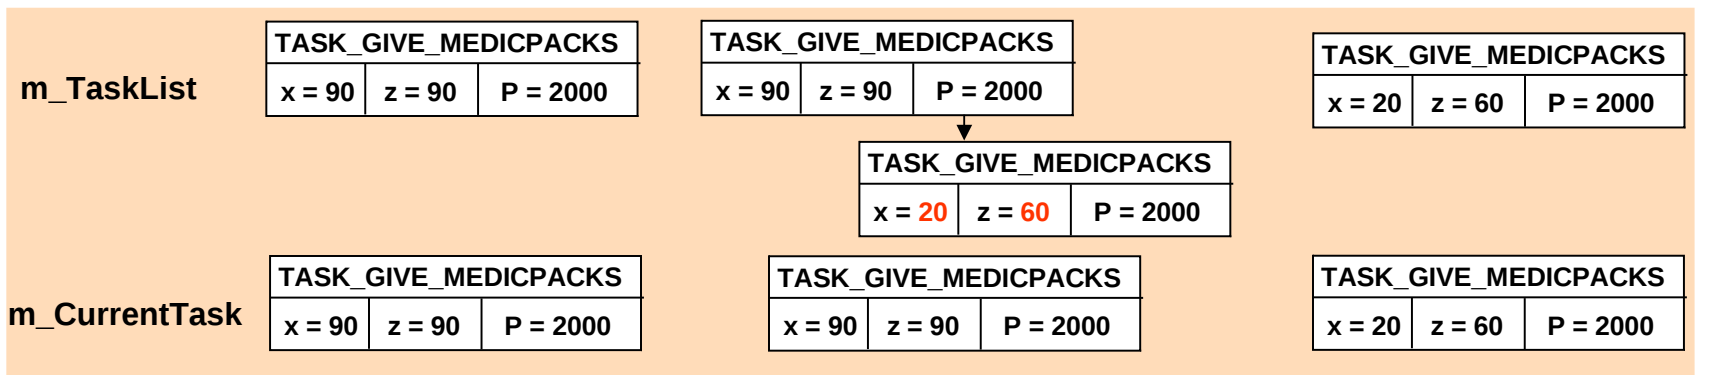 TASK_GIVE_MEDICPACKS TASK_GIVE_MEDICPACKS TASK_GIVE_MEDICPACKS
m_TaskList x = 90 z = 90 P = 2000 x = 90 z = 90 P = 2000 x = 20 z = 60 P = 2000
TASK_GIVE_MEDICPACKS
x = 20 z = 60 P = 2000
TASK_GIVE_MEDICPACKS TASK_GIVE_MEDICPACKS TASK_GIVE_MEDICPACKS
m_CurrentTask x = 90 z = 90 P = 2000 x = 90 z = 90 P = 2000 x = 20 z = 60 P = 2000